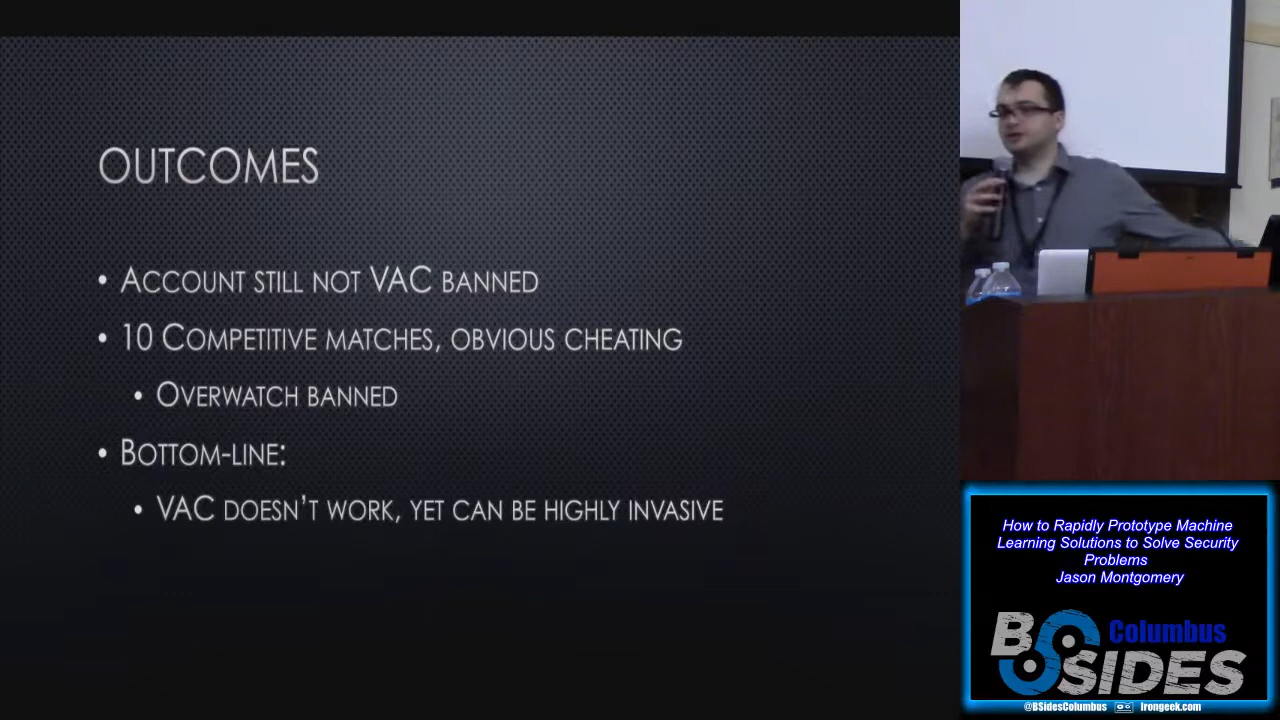 OUTCOMES
• ACCOUNT STILL NOT VAC BANNED
• 10 COMPETITIVE MATCHES, OBVIOUS CHEATING
• OVERWATCH BANNED
• BOTTOM-LINE:
• VAC DOESN'T WORK, YET CAN BE HIGHLY INVASIVE
How to Rapidly Prototype Machine
Learning Solutions to Solve Security
Problems
Jason Montgomery
BSIDES Columbus
@BSidesColumbus Irongeek.com